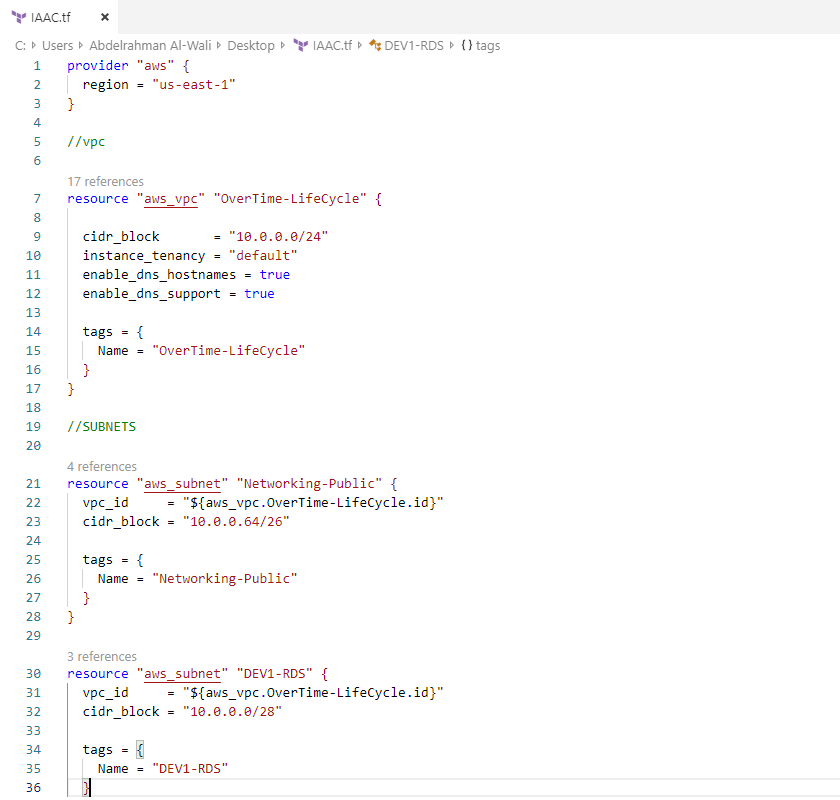 IAAC.tf ×
C: › Users › Abdelrahman Al-Wali › Desktop › IAAC.tf › DEV1-RDS › {} tags
1 provider "aws" {
2   region = "us-east-1"
3 }
4
5 //vpc
6
17 references
7 resource "aws_vpc" "OverTime-LifeCycle" {
8
9   cidr_block       = "10.0.0.0/24"
10   instance_tenancy = "default"
11   enable_dns_hostnames = true
12   enable_dns_support = true
13
14   tags = {
15     Name = "OverTime-LifeCycle"
16   }
17 }
18
19 //SUBNETS
20
4 references
21 resource "aws_subnet" "Networking-Public" {
22   vpc_id     = "${aws_vpc.OverTime-LifeCycle.id}"
23   cidr_block = "10.0.0.64/26"
24
25   tags = {
26     Name = "Networking-Public"
27   }
28 }
29
3 references
30 resource "aws_subnet" "DEV1-RDS" {
31   vpc_id     = "${aws_vpc.OverTime-LifeCycle.id}"
32   cidr_block = "10.0.0.0/28"
33
34   tags = {
35     Name = "DEV1-RDS"
36   }